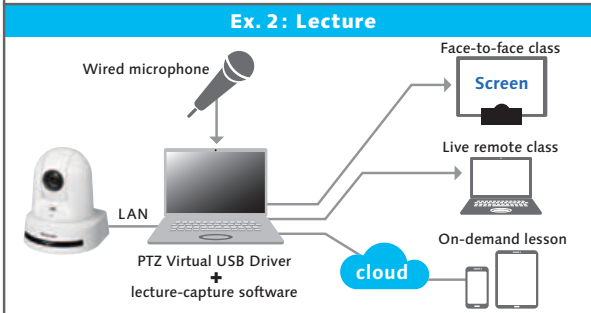 Ex. 2: Lecture
Face-to-face class
Wired microphone
Screen
Live remote class
LAN
On-demand lesson
PTZ Virtual USB Driver
+
lecture-capture software
cloud